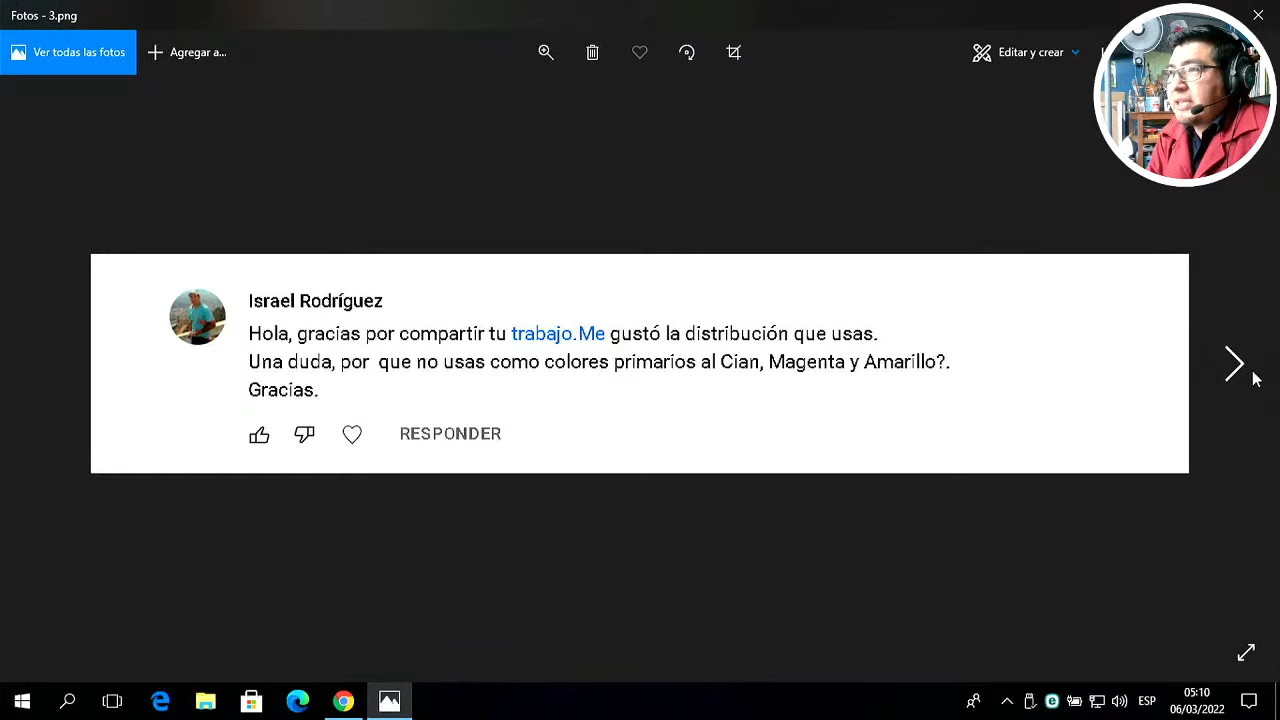 Fotos - 3.png
Ver todas las fotos
Agregar a...
Editar y crear
Israel Rodríguez
Hola, gracias por compartir tu trabajo.Me gustó la distribución que usas.
Una duda, por  que no usas como colores primarios al Cian, Magenta y Amarillo?.
Gracias.
RESPONDER
ESP
05:10
06/03/2022